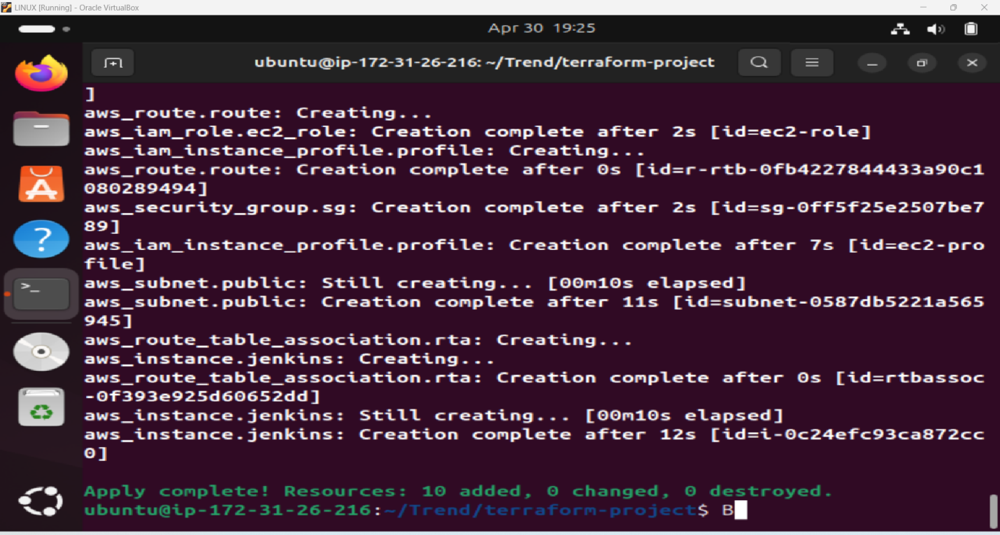 LINUX [Running] - Oracle VirtualBox
Apr 30 19:25
ubuntu@ip-172-31-26-216: ~/Trend/terraform-project
]
aws_route.route: Creating...
aws_iam_role.ec2_role: Creation complete after 2s [id=ec2-role]
aws_iam_instance_profile.profile: Creating...
aws_route.route: Creation complete after 0s [id=r-rtb-0fb4227844433a90c1
080289494]
aws_security_group.sg: Creation complete after 2s [id=sg-0ff5f25e2507be7
89]
aws_iam_instance_profile.profile: Creation complete after 7s [id=ec2-pro
file]
aws_subnet.public: Still creating... [00m10s elapsed]
aws_subnet.public: Creation complete after 11s [id=subnet-0587db5221a565
945]
aws_route_table_association.rta: Creating...
aws_instance.jenkins: Creating...
aws_route_table_association.rta: Creation complete after 0s [id=rtbassoc
-0f393e925d60652dd]
aws_instance.jenkins: Still creating... [00m10s elapsed]
aws_instance.jenkins: Creation complete after 12s [id=i-0c24efc93ca872cc
0]
Apply complete! Resources: 10 added, 0 changed, 0 destroyed.
ubuntu@ip-172-31-26-216:~/Trend/terraform-project$ B